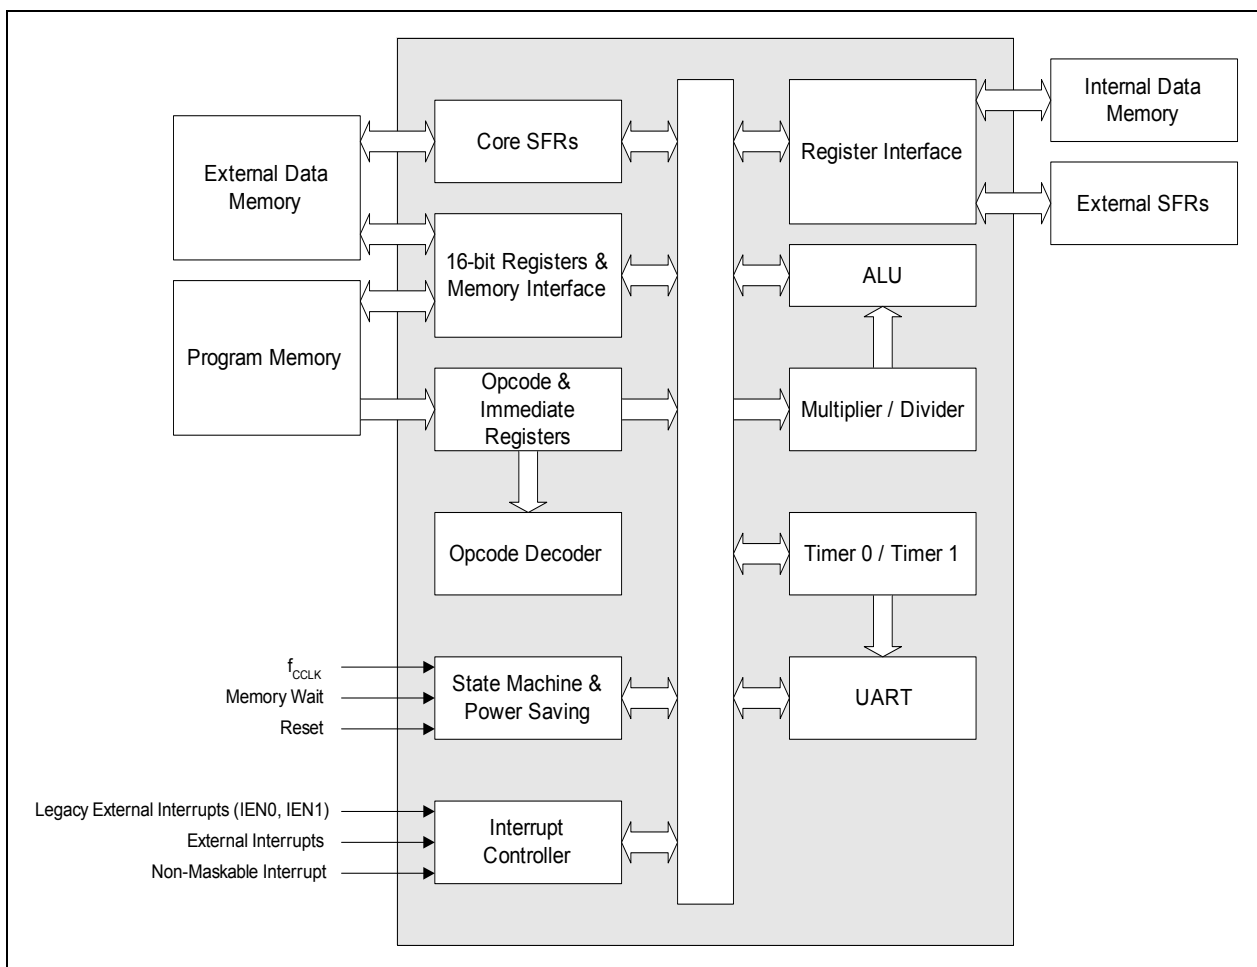 Internal Data
Memory
Core SFRs
Register Interface
External Data
Memory
External SFRs
16-bit Registers &
Memory Interface
ALU
Program Memory
Opcode &
Immediate
Registers
Multiplier / Divider
Opcode Decoder
Timer 0 / Timer 1
fCCLK
Memory Wait
Reset
State Machine &
Power Saving
UART
Legacy External Interrupts (IEN0, IEN1)
External Interrupts
Non-Maskable Interrupt
Interrupt
Controller